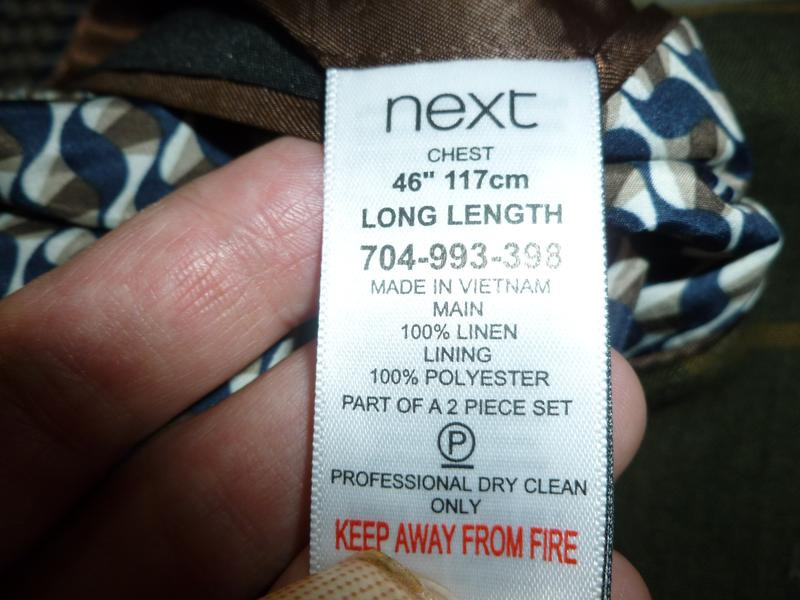 next
CHEST
46" 117cm
LONG LENGTH
704-993-398
MADE IN VIETNAM
MAIN
100% LINEN
LINING
100% POLYESTER
PART OF A 2 PIECE SET
P
PROFESSIONAL DRY CLEAN
ONLY
KEEP AWAY FROM FIRE